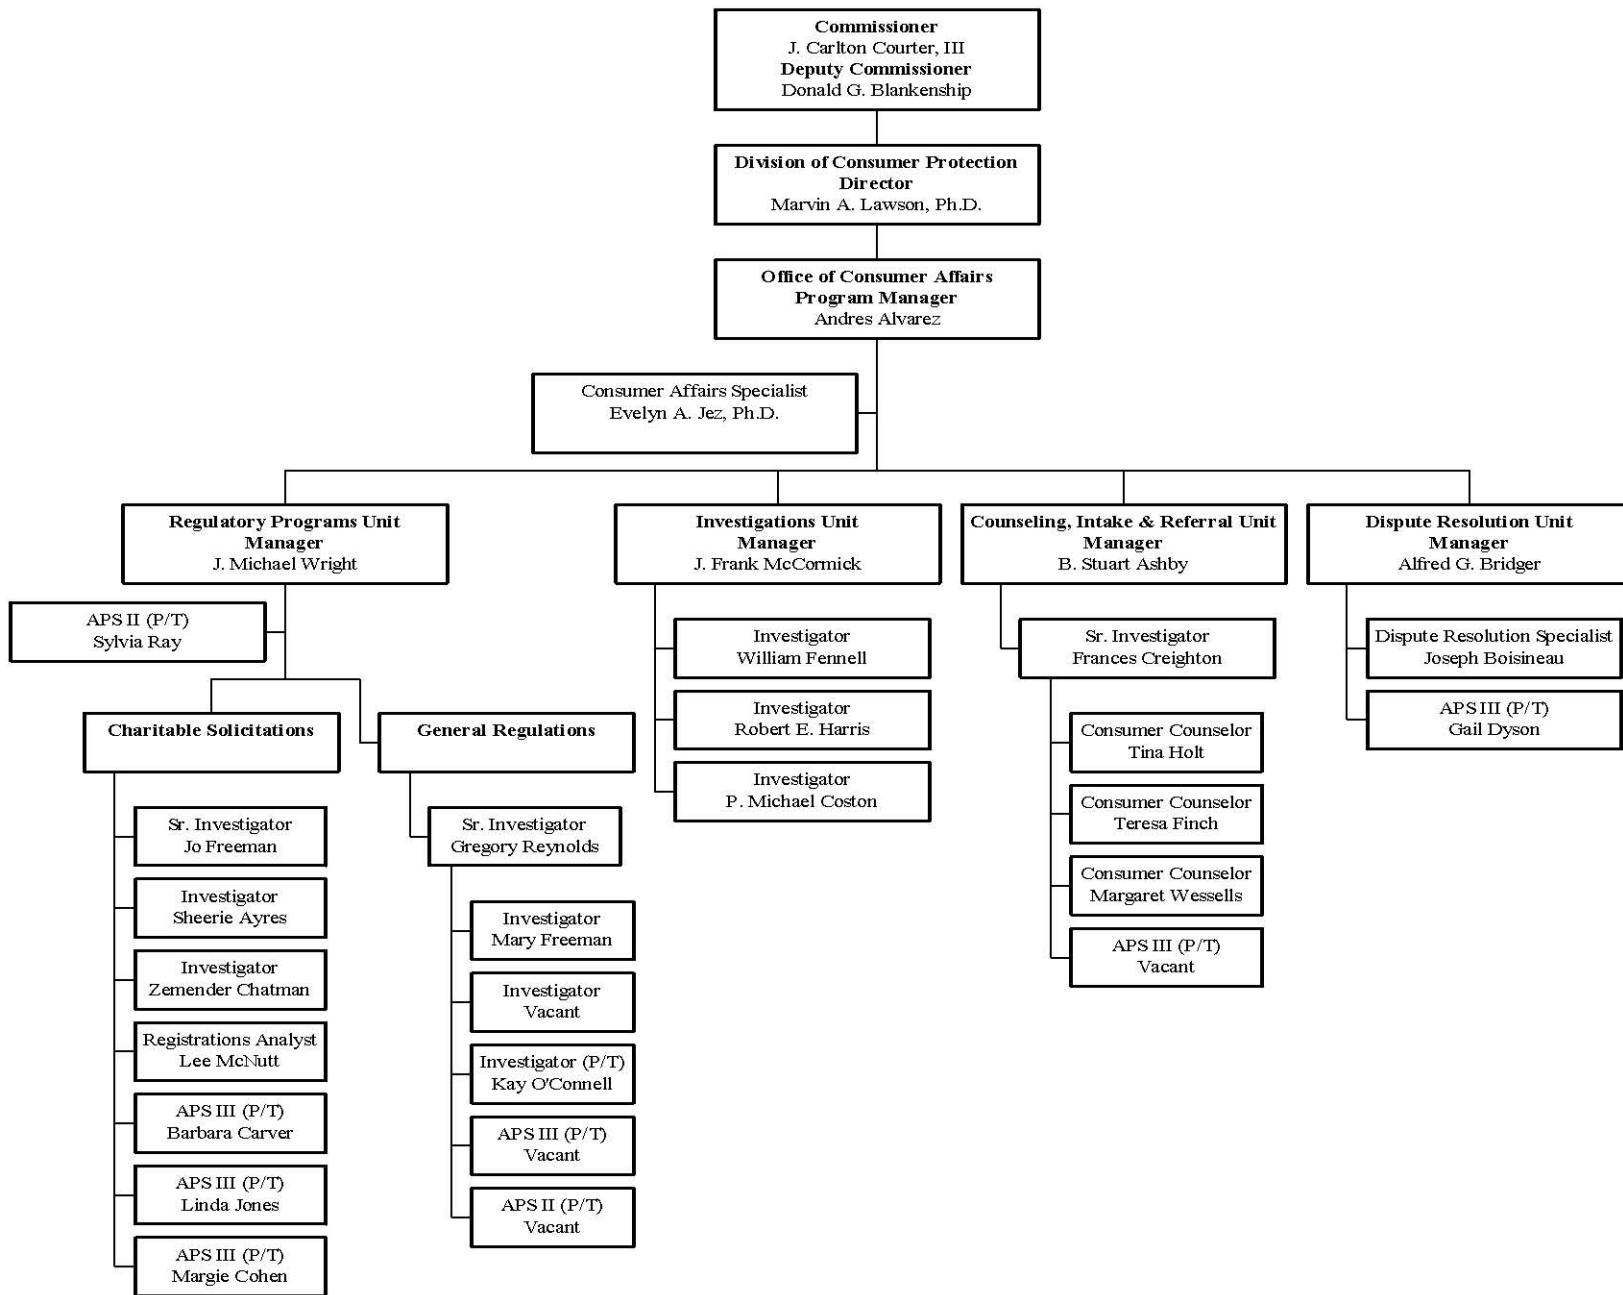 Commissioner
J. Carlton Courter, III
Deputy Commissioner
Donald G. Blankenship
Division of Consumer Protection
Director
Marvin A. Lawson, Ph.D.
Office of Consumer Affairs
Program Manager
Andres Alvarez
Consumer Affairs Specialist
Evelyn A. Jez, Ph.D.
Regulatory Programs Unit
Manager
J. Michael Wright
APS II (P/T)
Sylvia Ray
Charitable Solicitations
Sr. Investigator
Jo Freeman
Investigator
Sheerie Ayres
Investigator
Zemender Chatman
Registrations Analyst
Lee McNutt
APS III (P/T)
Barbara Carver
APS III (P/T)
Linda Jones
APS III (P/T)
Margie Cohen
General Regulations
Sr. Investigator
Gregory Reynolds
Investigator
Mary Freeman
Investigator
Vacant
Investigator (P/T)
Kay O'Connell
APS III (P/T)
Vacant
APS II (P/T)
Vacant
Investigations Unit
Manager
J. Frank McCormick
Investigator
William Fennell
Investigator
Robert E. Harris
Investigator
P. Michael Coston
Counseling, Intake & Referral Unit
Manager
B. Stuart Ashby
Sr. Investigator
Frances Creighton
Consumer Counselor
Tina Holt
Consumer Counselor
Teresa Finch
Consumer Counselor
Margaret Wessells
APS III (P/T)
Vacant
Dispute Resolution Unit
Manager
Alfred G. Bridger
Dispute Resolution Specialist
Joseph Boisineau
APS III (P/T)
Gail Dyson